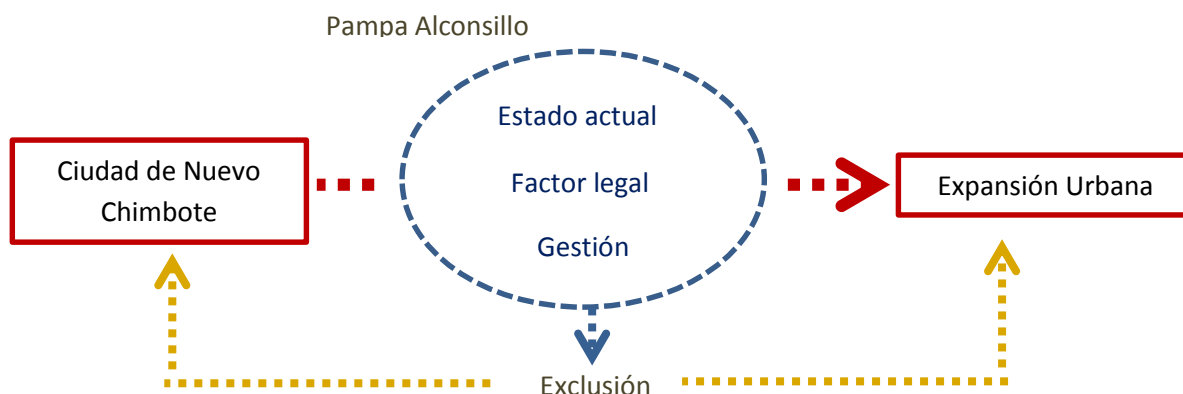 Pampa Alconsillo
Estado actual
Ciudad de Nuevo
Chimbote
Factor legal
Expansión Urbana
Gestión
Exclusión